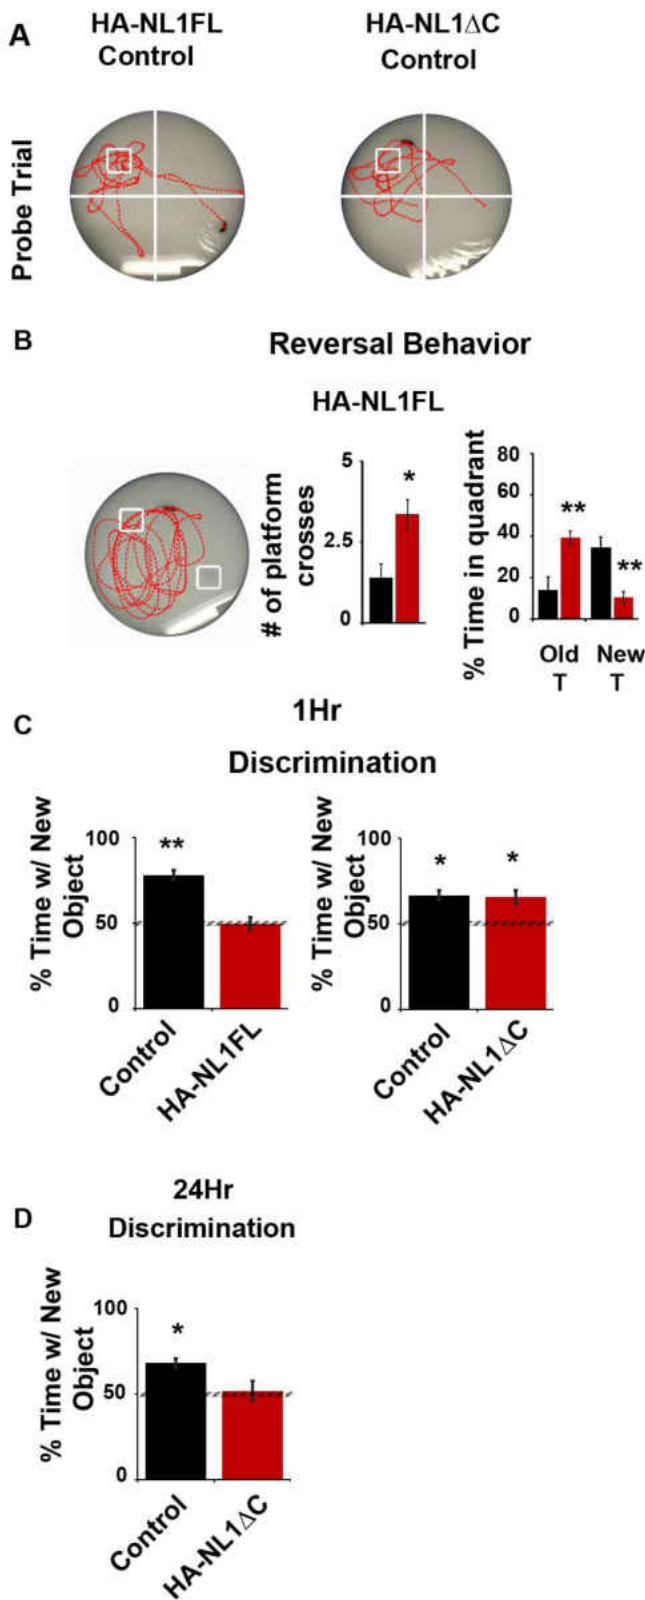 A
HA-NL1FL
Control
HA-NL1ΔC
Control
Probe Trial
B
Reversal Behavior
HA-NL1FL
# of platform
crosses
5
2.5
0
*
% Time in quadrant
80
60
40
20
0
**
**
Old
T
New
T
C
1Hr
Discrimination
% Time w/ New
Object
100
50
0
**
Control
HA-NL1FL
% Time w/ New
Object
100
50
0
*
*
Control
HA-NL1ΔC
D
24Hr
Discrimination
% Time w/ New
Object
100
50
0
*
Control
HA-NL1ΔC